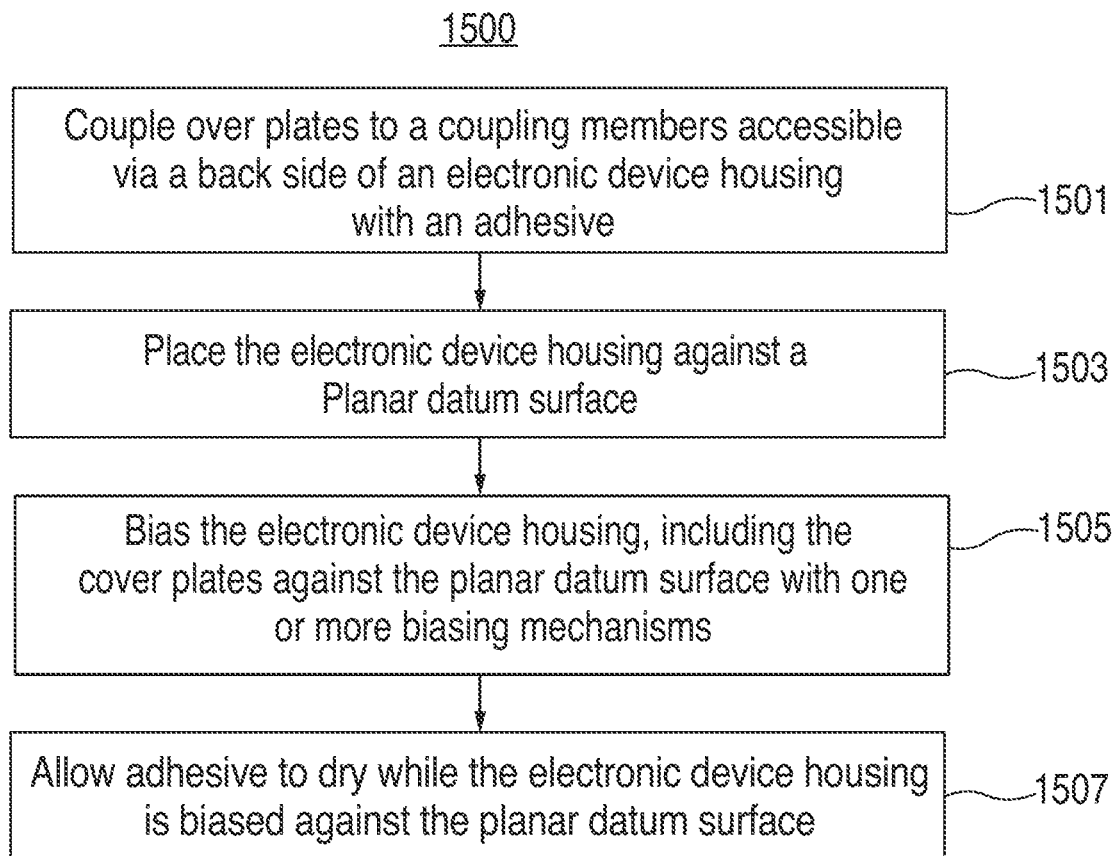 1500
Couple over plates to a coupling members accessible
via a back side of an electronic device housing
with an adhesive
1501
Place the electronic device housing against a
Planar datum surface
1503
Bias the electronic device housing, including the
cover plates against the planar datum surface with one
or more biasing mechanisms
1505
Allow adhesive to dry while the electronic device housing
is biased against the planar datum surface
1507